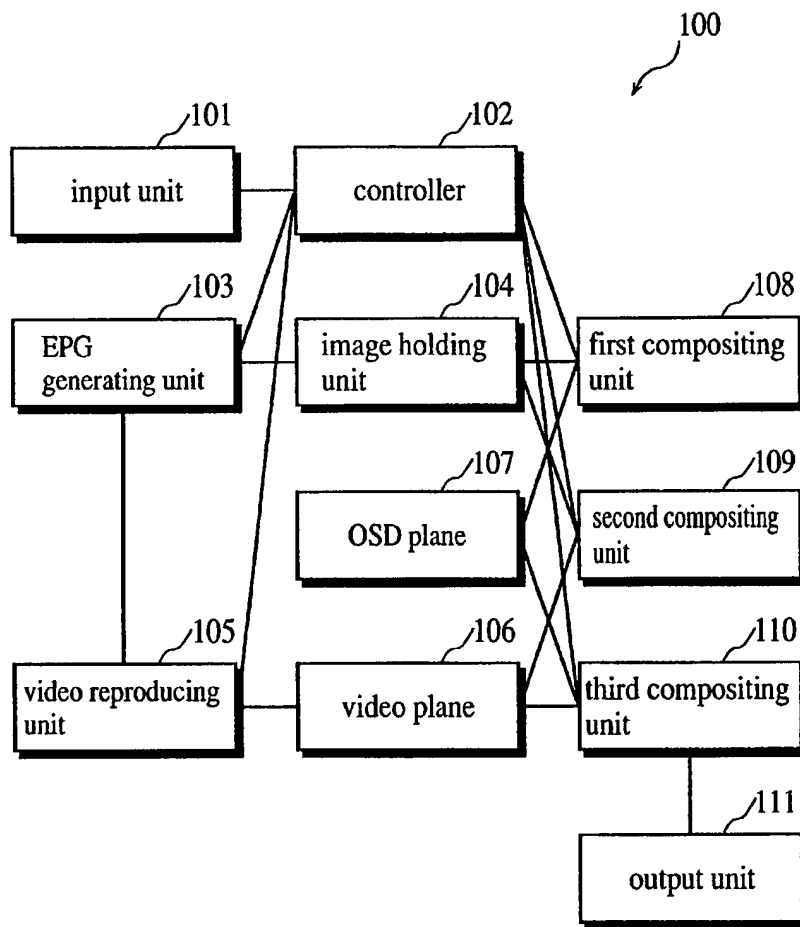 100
101
102
input unit
controller
103
104
108
EPG
generating unit
image holding
unit
first compositing
unit
107
109
OSD plane
second compositing
unit
105
106
110
video reproducing
unit
video plane
third compositing
unit
111
output unit